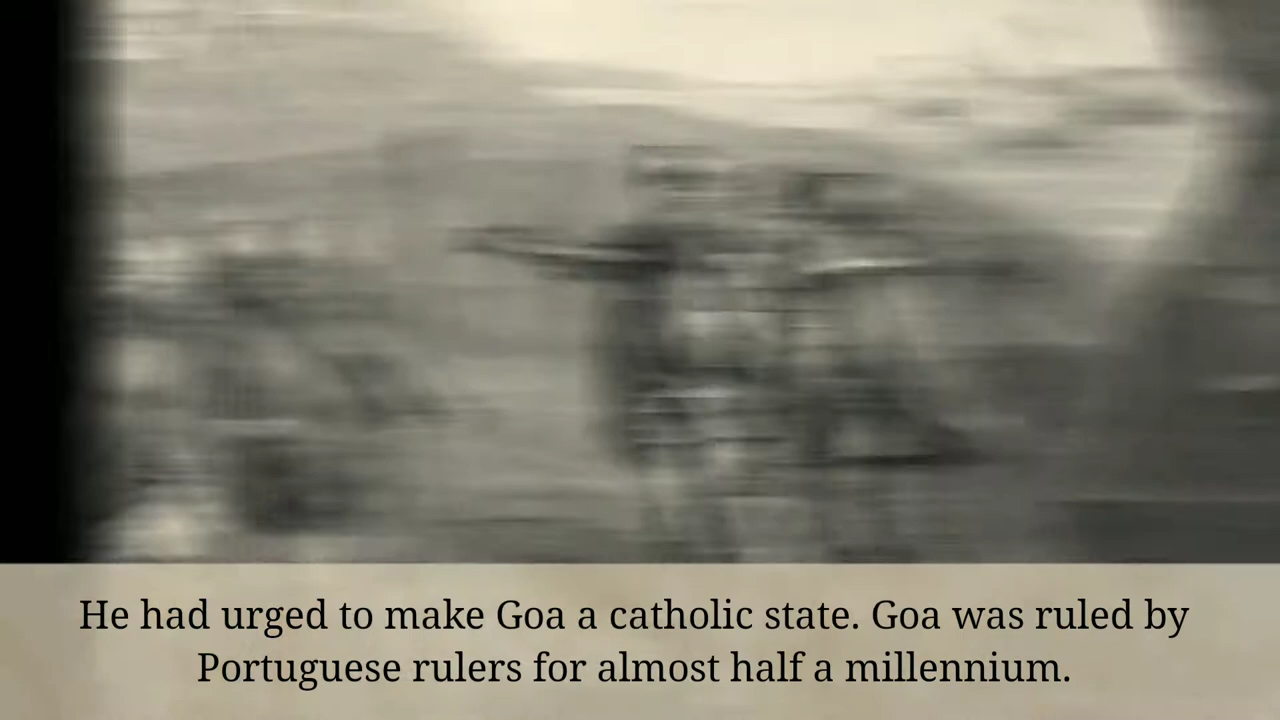 He had urged to make Goa a catholic state. Goa was ruled by
Portuguese rulers for almost half a millennium.